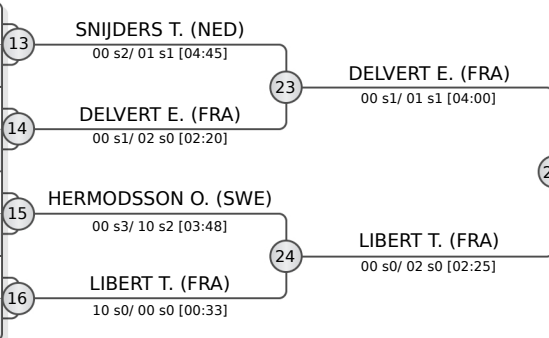 SNIJDERS T. (NED)
13
00 s2/ 01 s1 [04:45]
DELVERT E. (FRA)
23
00 s1/ 01 s1 [04:00]
DELVERT E. (FRA)
14
00 s1/ 02 s0 [02:20]
HERMODSSON O. (SWE)
15
00 s3/ 10 s2 [03:48]
LIBERT T. (FRA)
24
00 s0/ 02 s0 [02:25]
LIBERT T. (FRA)
16
10 s0/ 00 s0 [00:33]